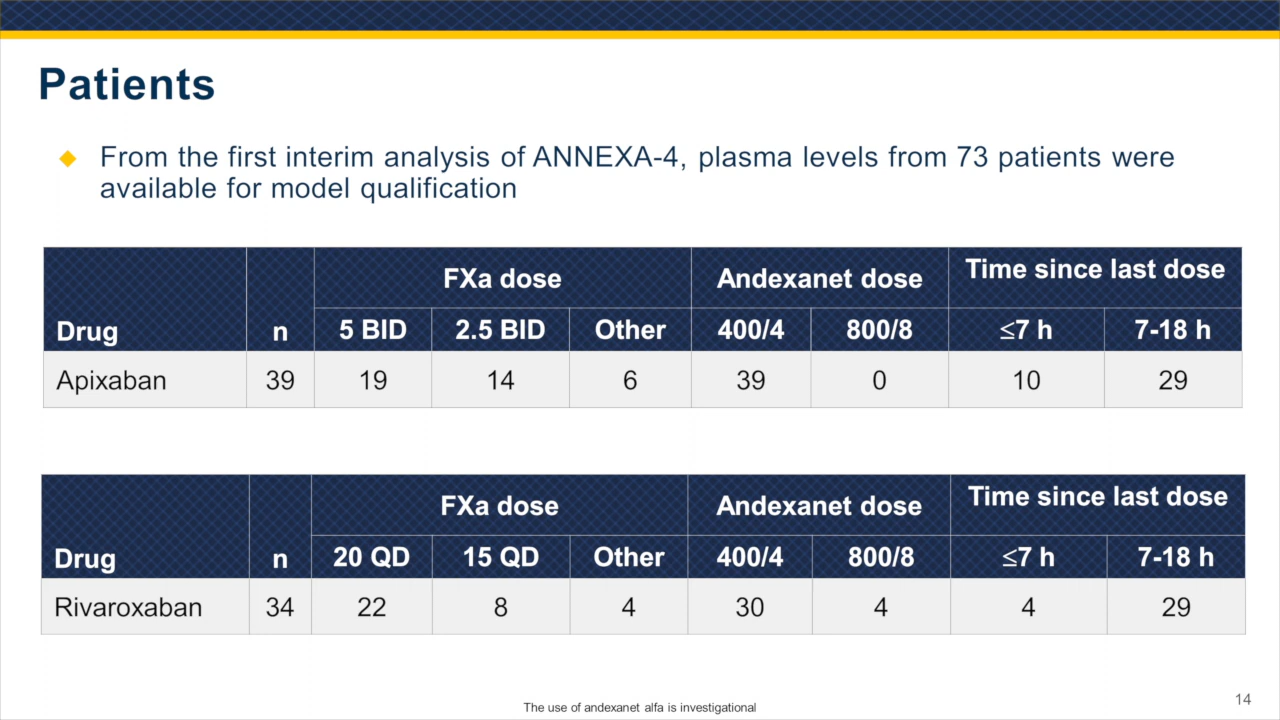 Patients
◆ From the first interim analysis of ANNEXA-4, plasma levels from 73 patients were
available for model qualification
Drug n FXa dose Andexanet dose Time since last dose
5 BID 2.5 BID Other 400/4 800/8 ≤7 h 7-18 h
Apixaban 39 19 14 6 39 0 10 29
Drug n FXa dose Andexanet dose Time since last dose
20 QD 15 QD Other 400/4 800/8 ≤7 h 7-18 h
Rivaroxaban 34 22 8 4 30 4 4 29
The use of andexanet alfa is investigational
14